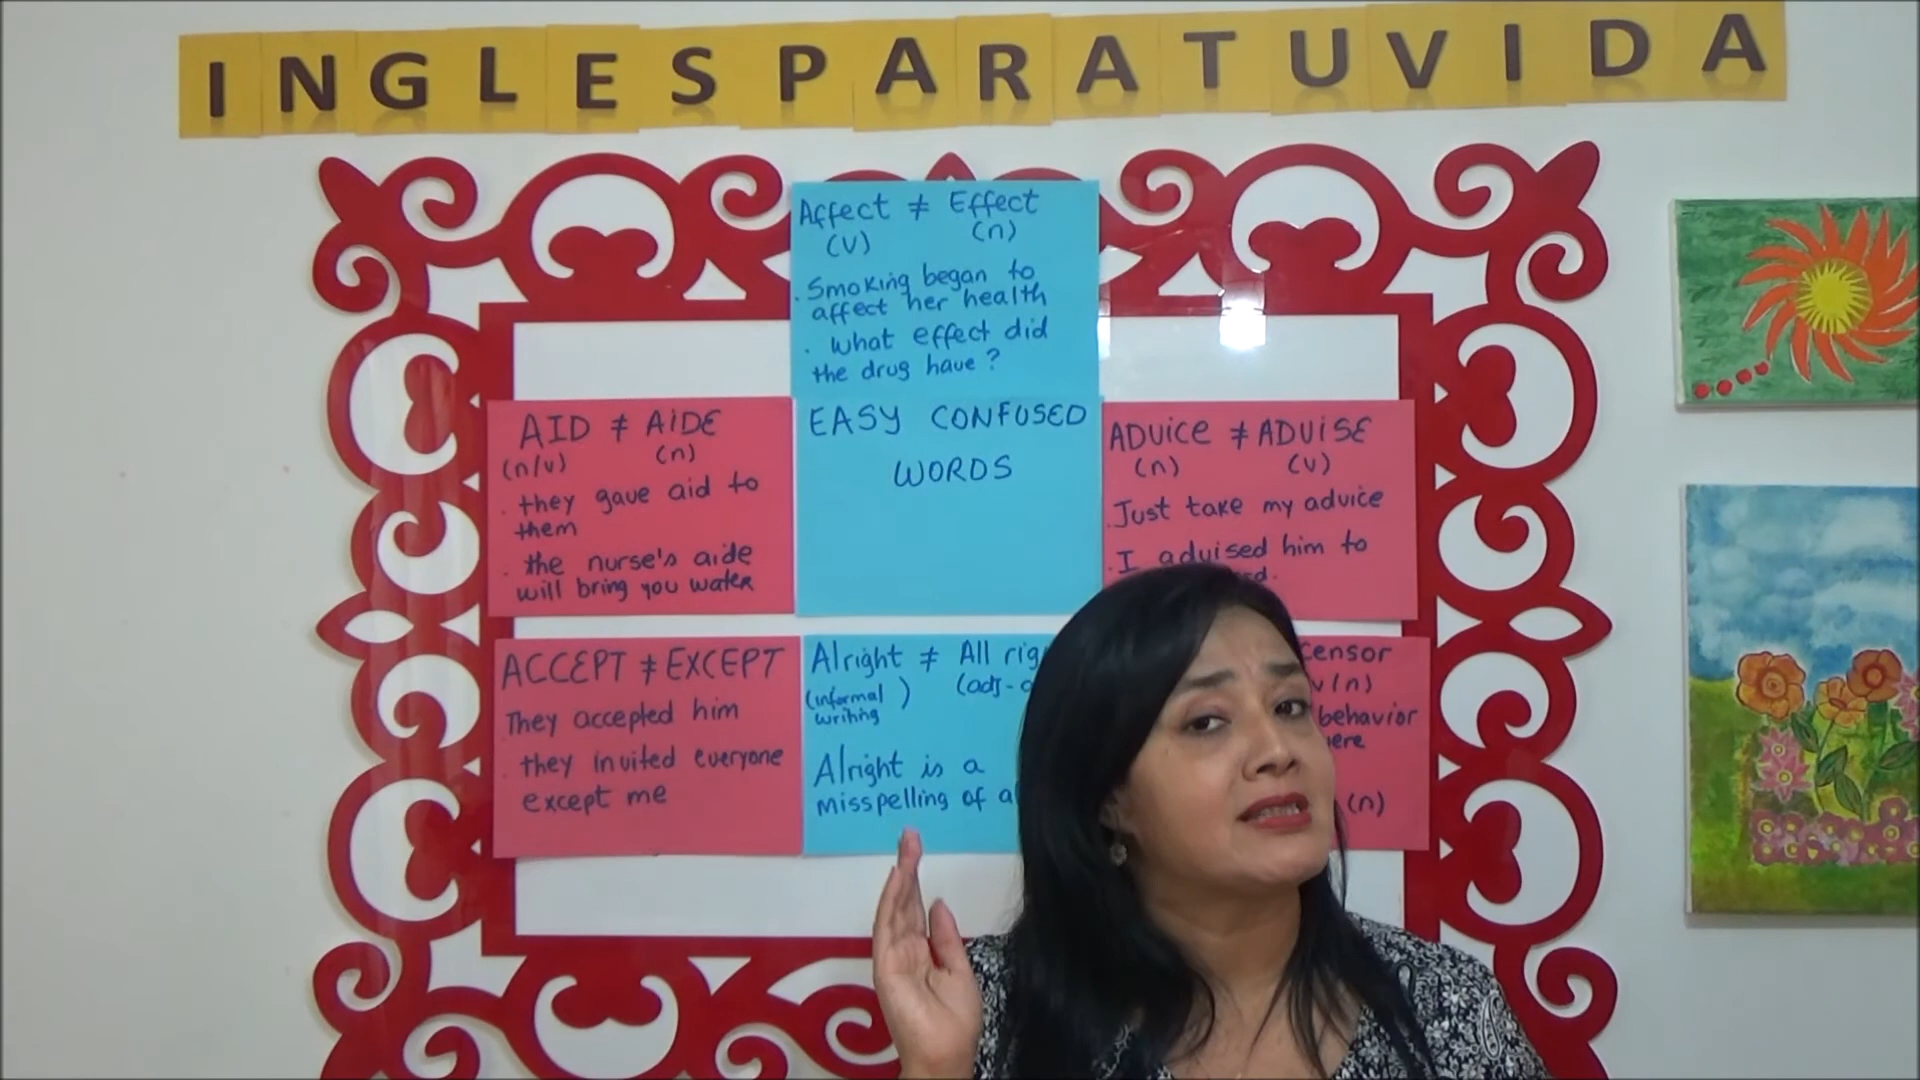 INGLESPARATUVIDA
Affect ≠ Effect
(v) (n)
. Smoking began to
affect her health
. What effect did
the drug have?
AID ≠ AIDE
(n/v) (n)
. they gave aid to
them
. the nurse's aide
will bring you water
EASY CONFUSED
WORDS
ADVICE ≠ ADVISE
(n) (v)
. Just take my advice
. I advised him to
ACCEPT ≠ EXCEPT
They accepted him
. they invited everyone
except me
Alright ≠ All
(informal) (adj-
writing
Alright is a
misspelling of
censor
behavior
(n)